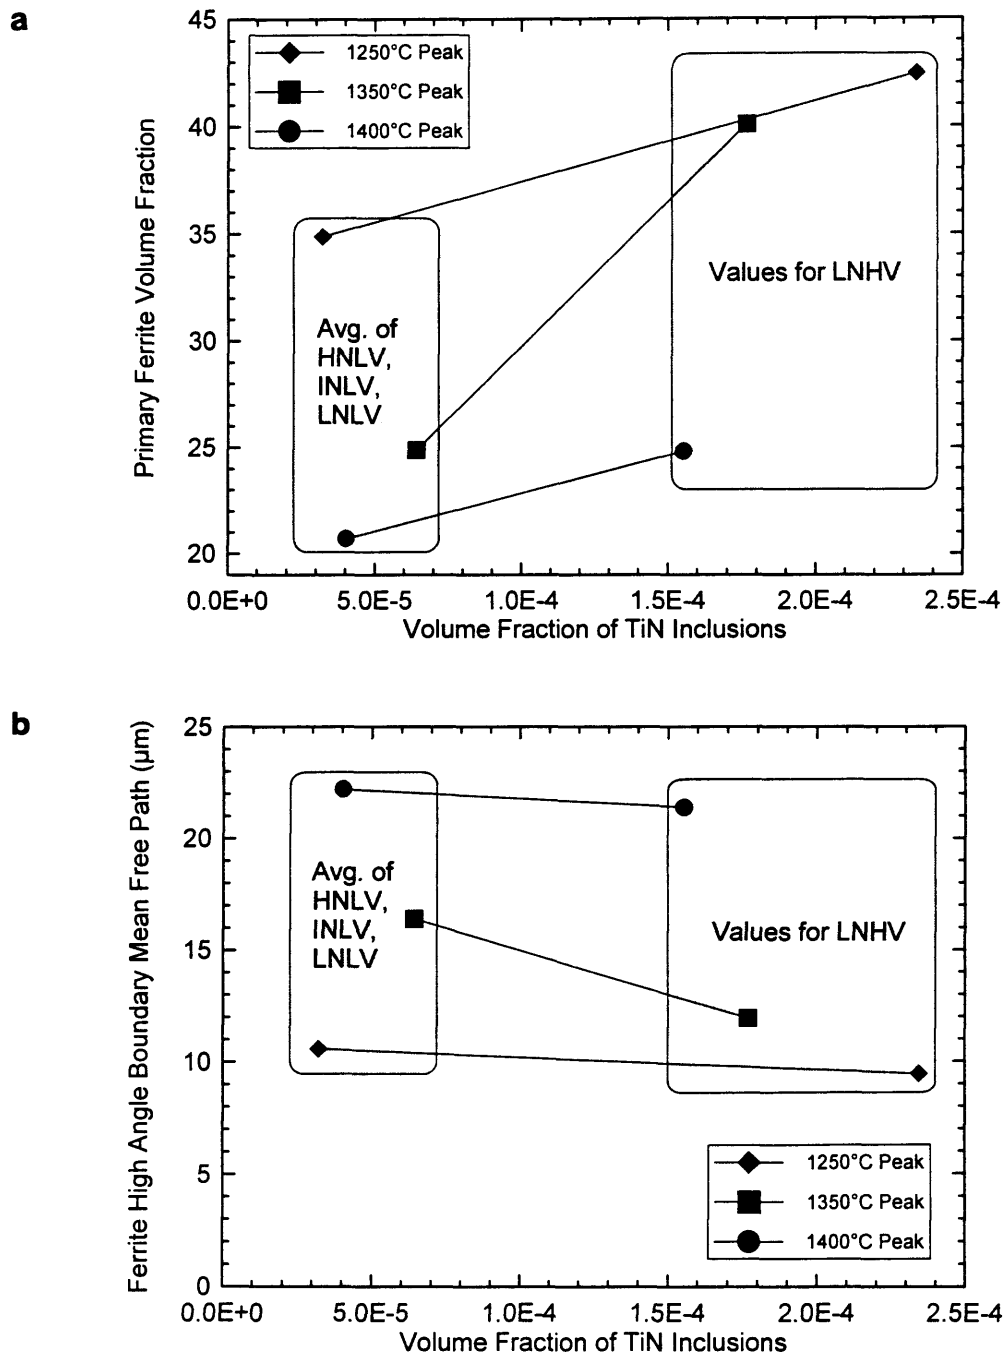 a
45
40
35
30
25
20
Primary Ferrite Volume Fraction
1250°C Peak
1350°C Peak
1400°C Peak
Avg. of
HNLV,
INLV,
LNLV
Values for LNHV
0.0E+0 5.0E-5 1.0E-4 1.5E-4 2.0E-4 2.5E-4
Volume Fraction of TiN Inclusions
b
25
20
15
10
5
0
Ferrite High Angle Boundary Mean Free Path (µm)
Avg. of
HNLV,
INLV,
LNLV
Values for LNHV
1250°C Peak
1350°C Peak
1400°C Peak
0.0E+0 5.0E-5 1.0E-4 1.5E-4 2.0E-4 2.5E-4
Volume Fraction of TiN Inclusions